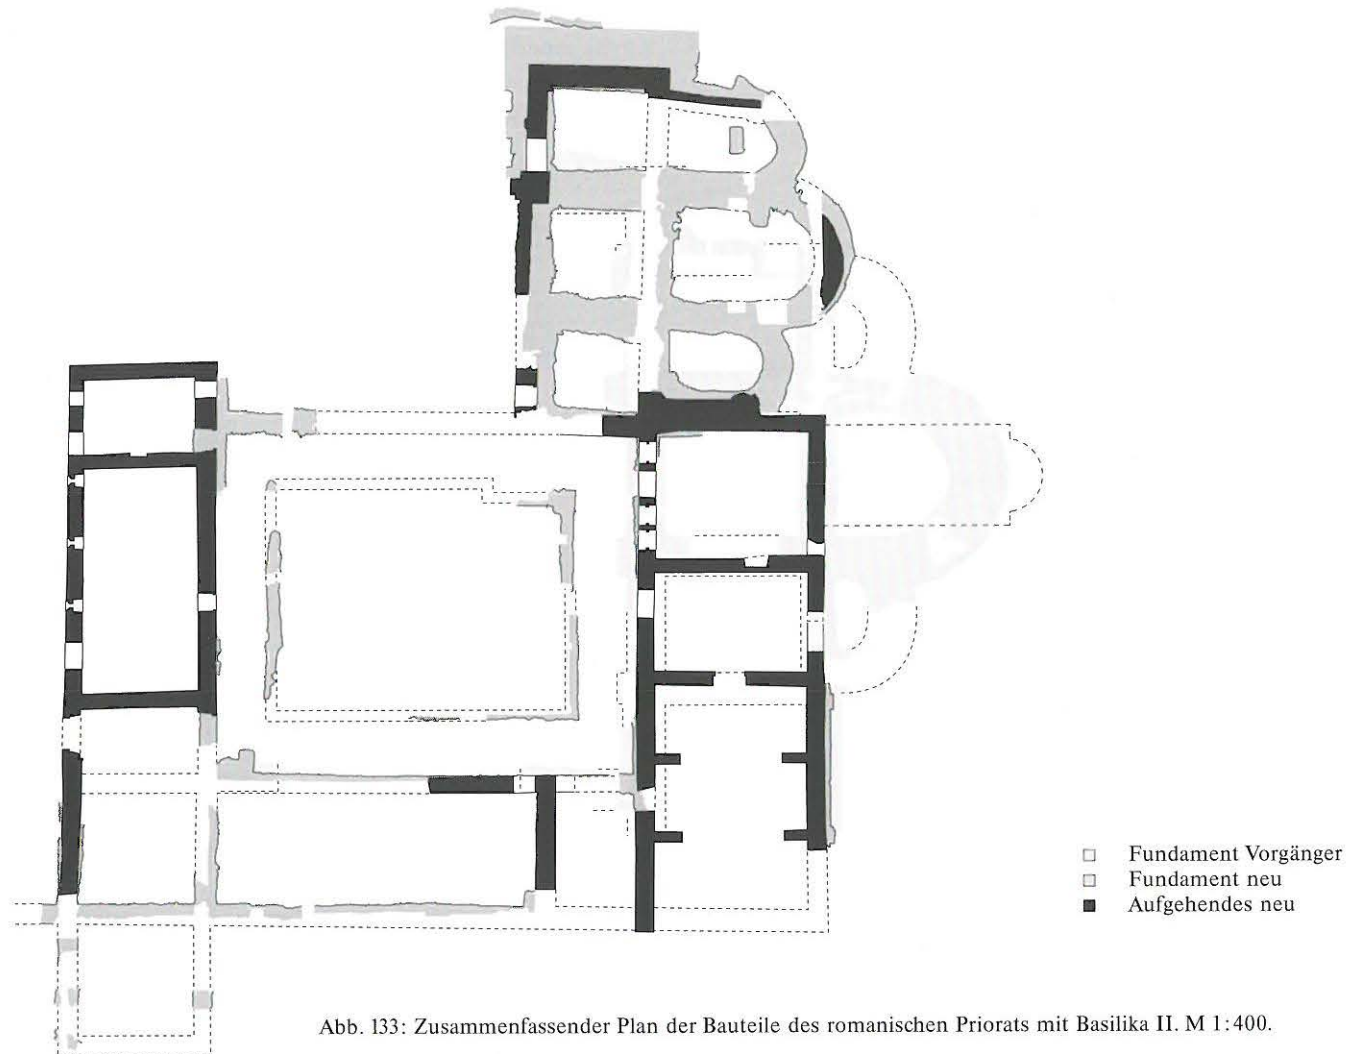 Fundament Vorgänger
Fundament neu
Aufgehendes neu
Abb. 133: Zusammenfassender Plan der Bauteile des romanischen Priorats mit Basilika II. M 1:400.